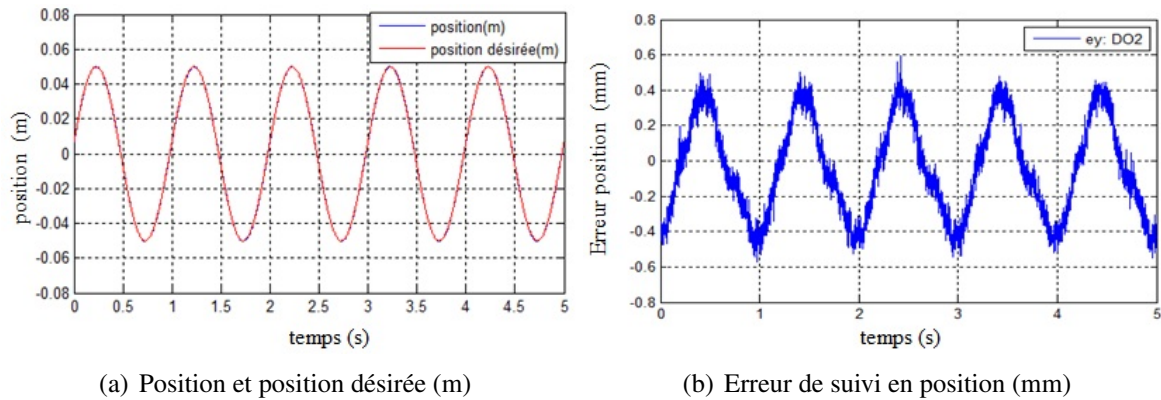 0.08
0.06
0.04
0.02
0
-0.02
-0.04
-0.06
-0.08
0 0.5 1 1.5 2 2.5 3 3.5 4 4.5 5
position (m)
temps (s)
position(m)
position désirée(m)
(a) Position et position désirée (m)
0.8
0.6
0.4
0.2
0
-0.2
-0.4
-0.6
-0.8
0 1 2 3 4 5
Erreur position (mm)
temps (s)
ey: DO2
(b) Erreur de suivi en position (mm)